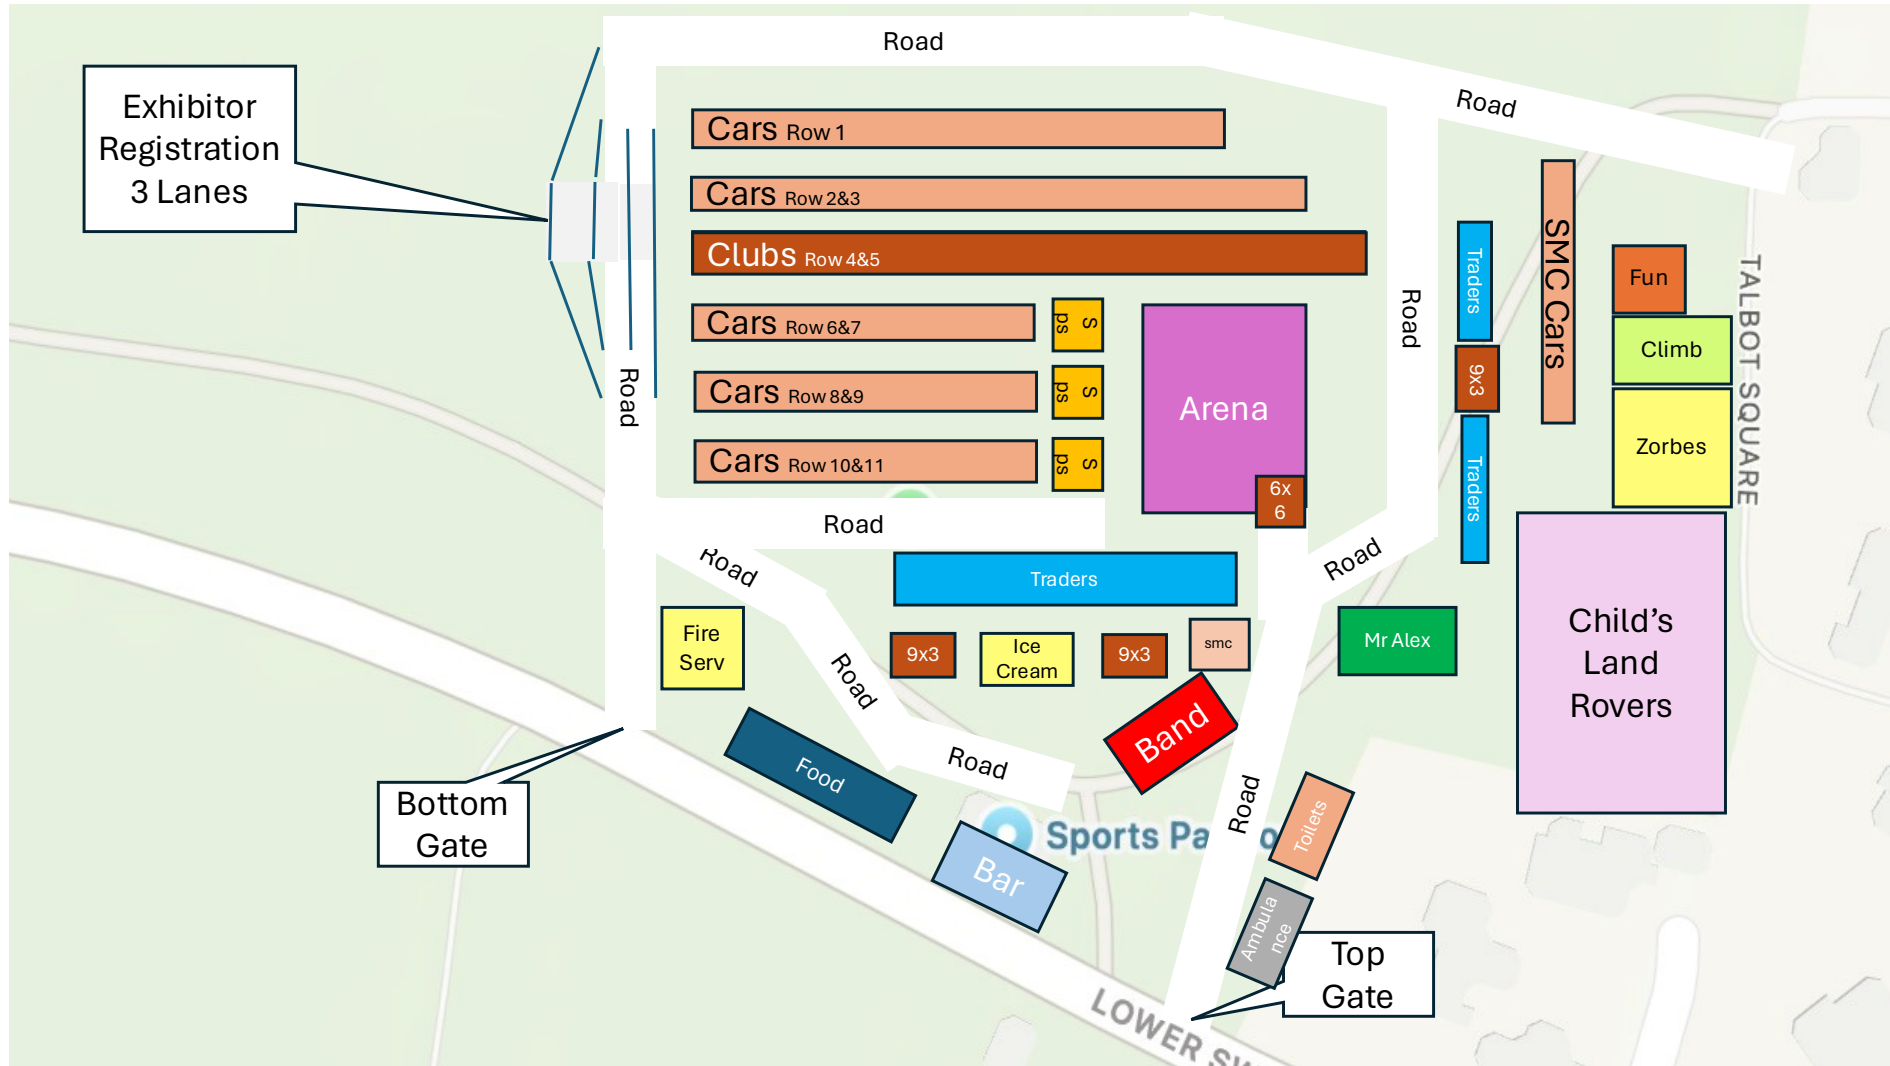 Road
Exhibitor
Registration
3 Lanes
Road
Cars Row 1
Cars Row 2&3
Clubs Row 4&5
Cars Row 6&7
S
ps
Cars Row 8&9
S
ps
Cars Row 10&11
S
ps
Road
Arena
6x
6
Road
Traders
9x3
Traders
SMC Cars
Fun
Climb
Zorbes
TALBOT SQUARE
Road
Road
Road
Traders
Fire
Serv
Road
9x3
Ice
Cream
9x3
smc
Mr Alex
Child's
Land
Rovers
Band
Road
Food
Road
Toilets
Bottom
Gate
Sports Pa
o
Bar
Ambula
nce
Top
Gate
LOWER SW